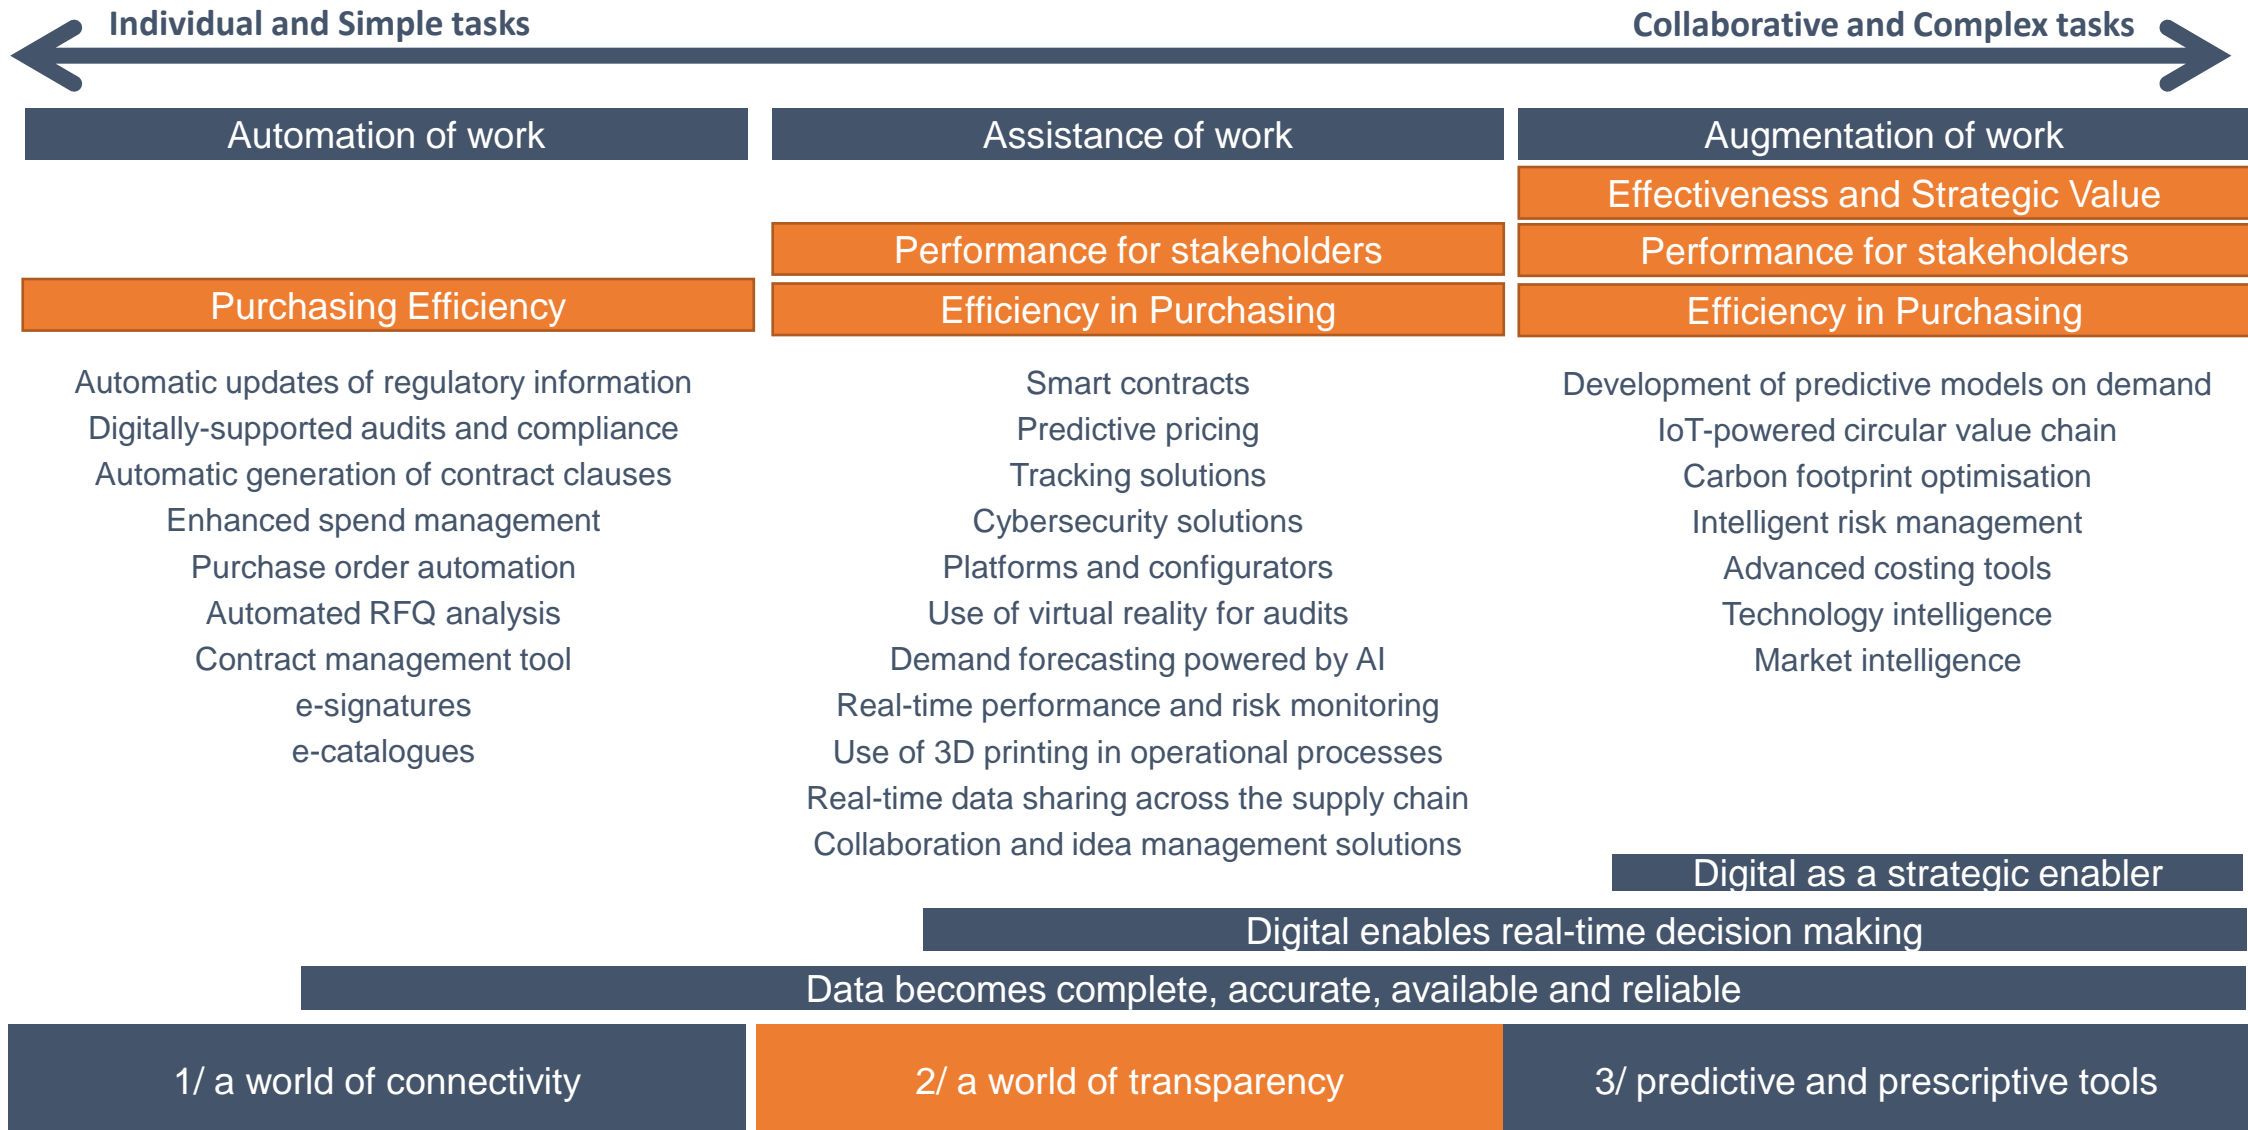 Individual and Simple tasks
Collaborative and Complex tasks
Automation of work
Assistance of work
Augmentation of work
Effectiveness and Strategic Value
Performance for stakeholders
Performance for stakeholders
Purchasing Efficiency
Efficiency in Purchasing
Efficiency in Purchasing
Automatic updates of regulatory information
Digitally-supported audits and compliance
Automatic generation of contract clauses
Enhanced spend management
Purchase order automation
Automated RFQ analysis
Contract management tool
e-signatures
e-catalogues
Smart contracts
Predictive pricing
Tracking solutions
Cybersecurity solutions
Platforms and configurators
Use of virtual reality for audits
Demand forecasting powered by AI
Real-time performance and risk monitoring
Use of 3D printing in operational processes
Real-time data sharing across the supply chain
Collaboration and idea management solutions
Development of predictive models on demand
IoT-powered circular value chain
Carbon footprint optimisation
Intelligent risk management
Advanced costing tools
Technology intelligence
Market intelligence
Digital as a strategic enabler
Digital enables real-time decision making
Data becomes complete, accurate, available and reliable
1/ a world of connectivity
2/ a world of transparency
3/ predictive and prescriptive tools